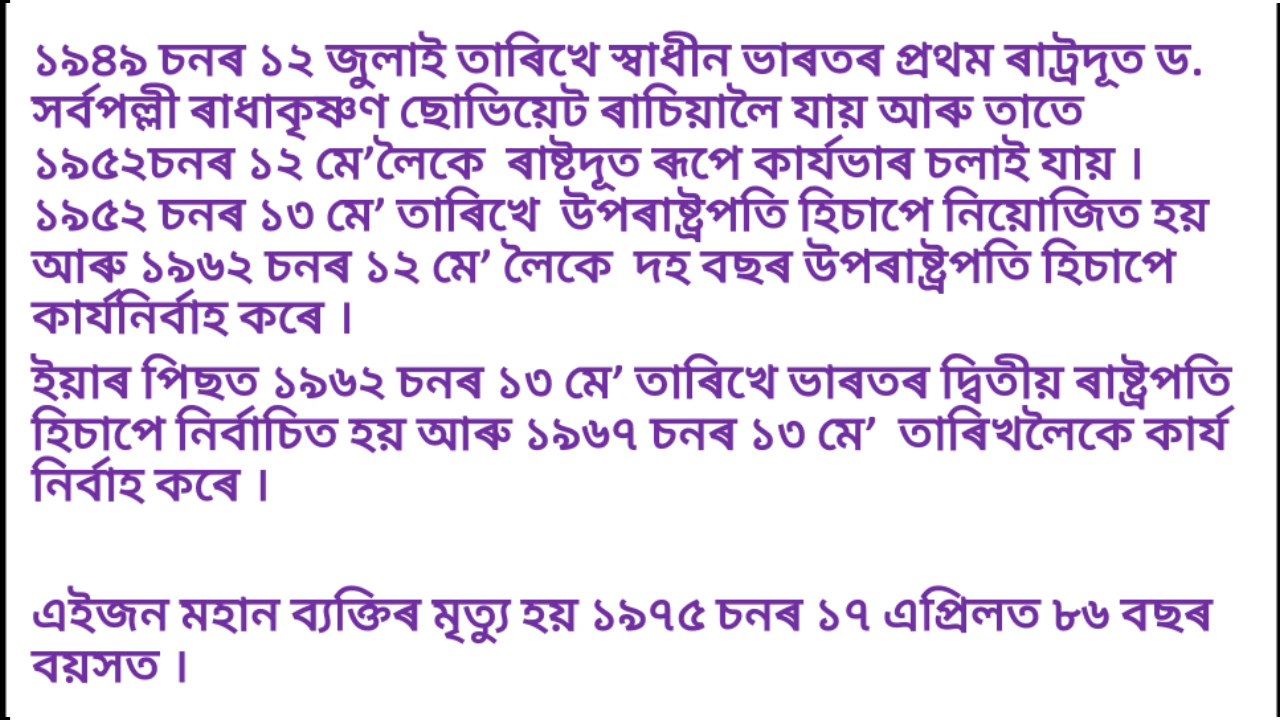 ১৯৪৯ চনৰ ১২ জুলাই তাৰিখে স্বাধীন ভাৰতৰ প্ৰথম ৰাট্ৰদূত ড.
সৰ্বপল্লী ৰাধাকৃষ্ণণ ছোভিয়েট ৰাচিয়ালৈ যায় আৰু তাতে
১৯৫২চনৰ ১২ মে’লৈকে ৰাষ্টদূত ৰূপে কাৰ্যভাৰ চলাই যায় ।
১৯৫২ চনৰ ১৩ মে’ তাৰিখে উপৰাষ্ট্ৰপতি হিচাপে নিয়োজিত হয়
আৰু ১৯৬২ চনৰ ১২ মে’ লৈকে দহ বছৰ উপৰাষ্ট্ৰপতি হিচাপে
কাৰ্যনিৰ্বাহ কৰে ।
ইয়াৰ পিছত ১৯৬২ চনৰ ১৩ মে’ তাৰিখে ভাৰতৰ দ্বিতীয় ৰাষ্ট্ৰপতি
হিচাপে নিৰ্বাচিত হয় আৰু ১৯৬৭ চনৰ ১৩ মে’ তাৰিখলৈকে কাৰ্য
নিৰ্বাহ কৰে ।
এইজন মহান ব্যক্তিৰ মৃত্যু হয় ১৯৭৫ চনৰ ১৭ এপ্ৰিলত ৮৬ বছৰ
বয়সত ।